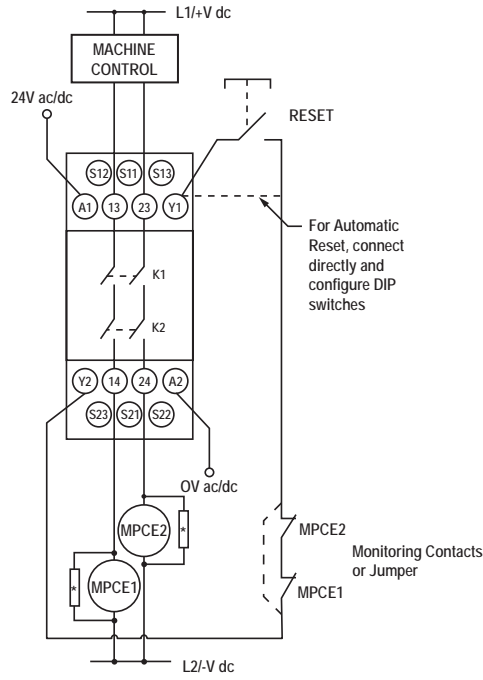 L1/+V dc
MACHINE
CONTROL
24V ac/dc
RESET
S12 S11 S13
A1 13 23 Y1
For Automatic
Reset, connect
directly and
configure DIP
switches
K1
K2
Y2 14 24 A2
S23 S21 S22
OV ac/dc
MPCE2 *
* MPCE1
MPCE2
Monitoring Contacts
or Jumper
MPCE1
L2/-V dc